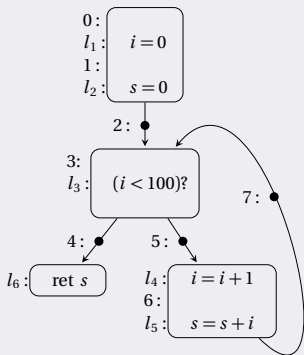 0:
l₁: i = 0
1:
l₂: s = 0
2:
3:
l₃: (i < 100)?
7:
4: 5:
l₆: ret s
l₄: i = i + 1
6:
l₅: s = s + i